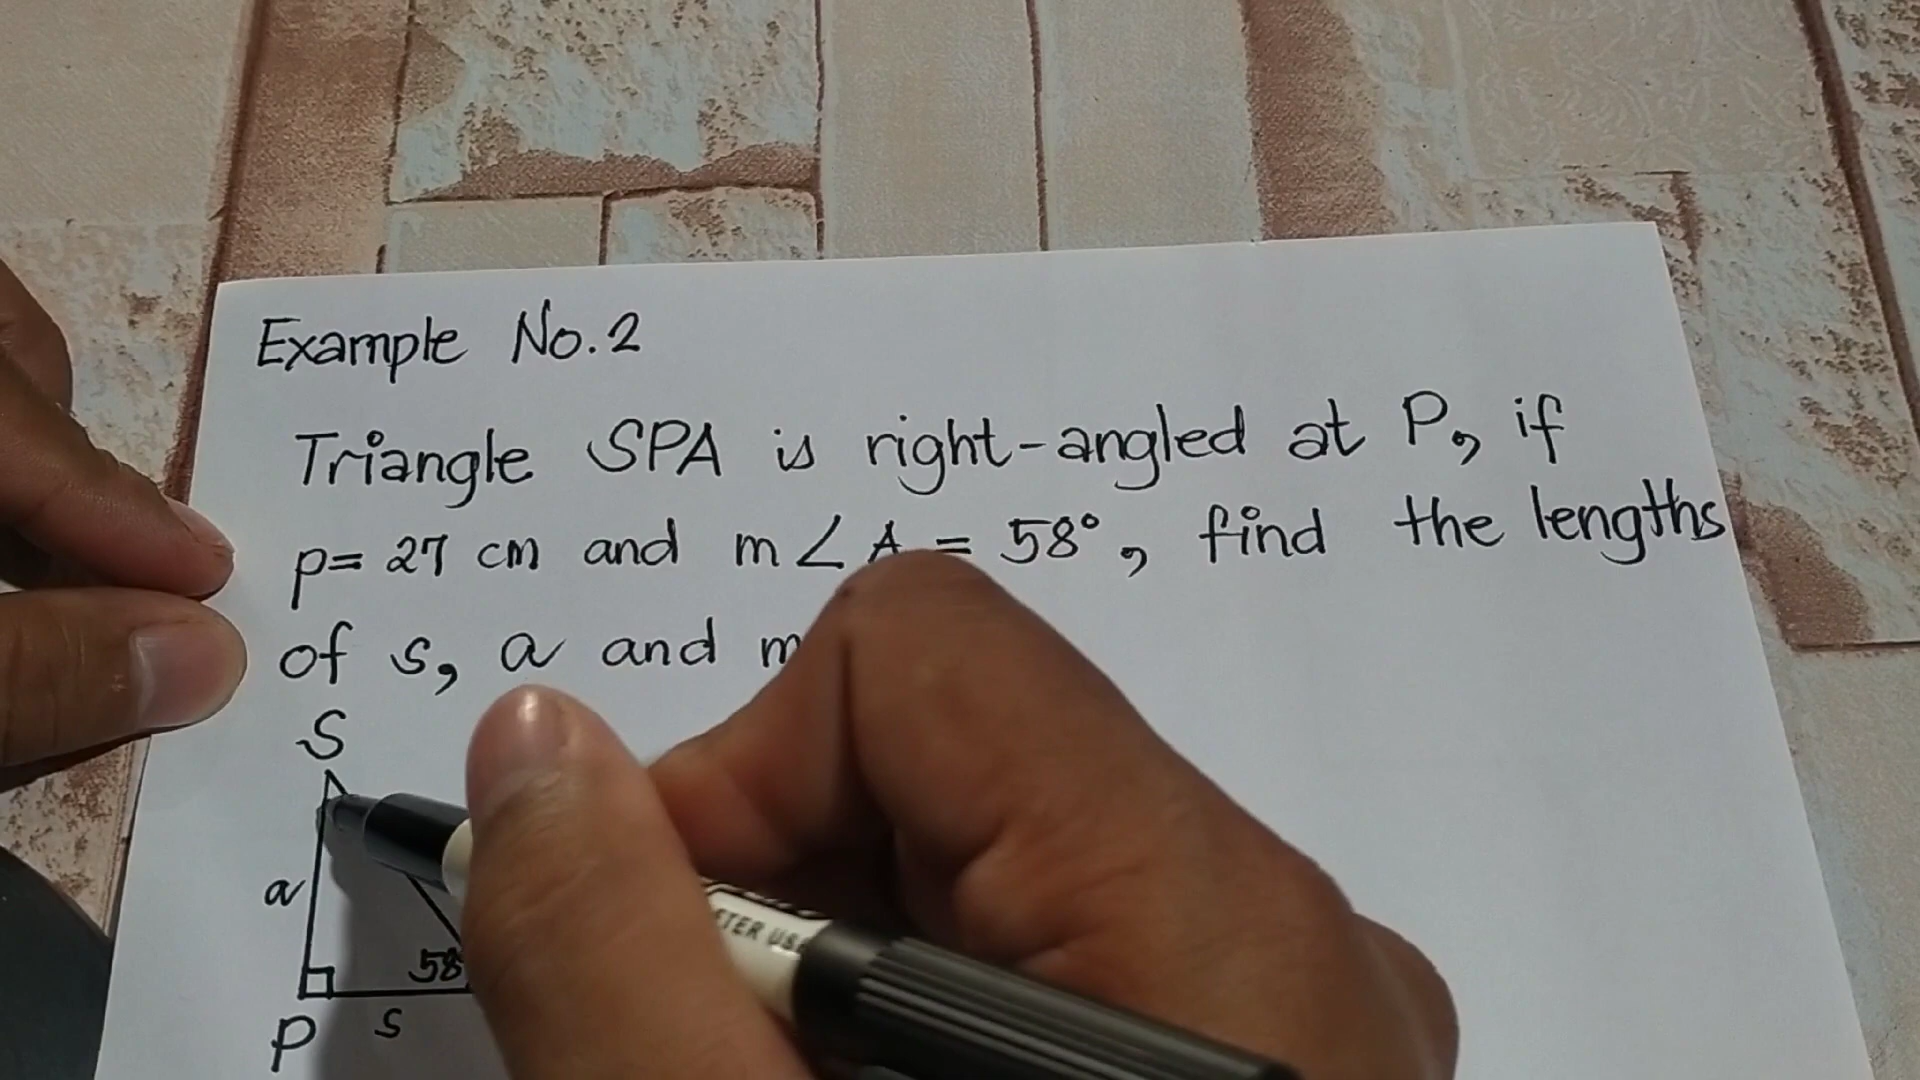 Example No.2
Triangle SPA is right-angled at P, if
p= 27 cm and m∠A = 58°, find the lengths
of s, a and m
S
a
58
P s